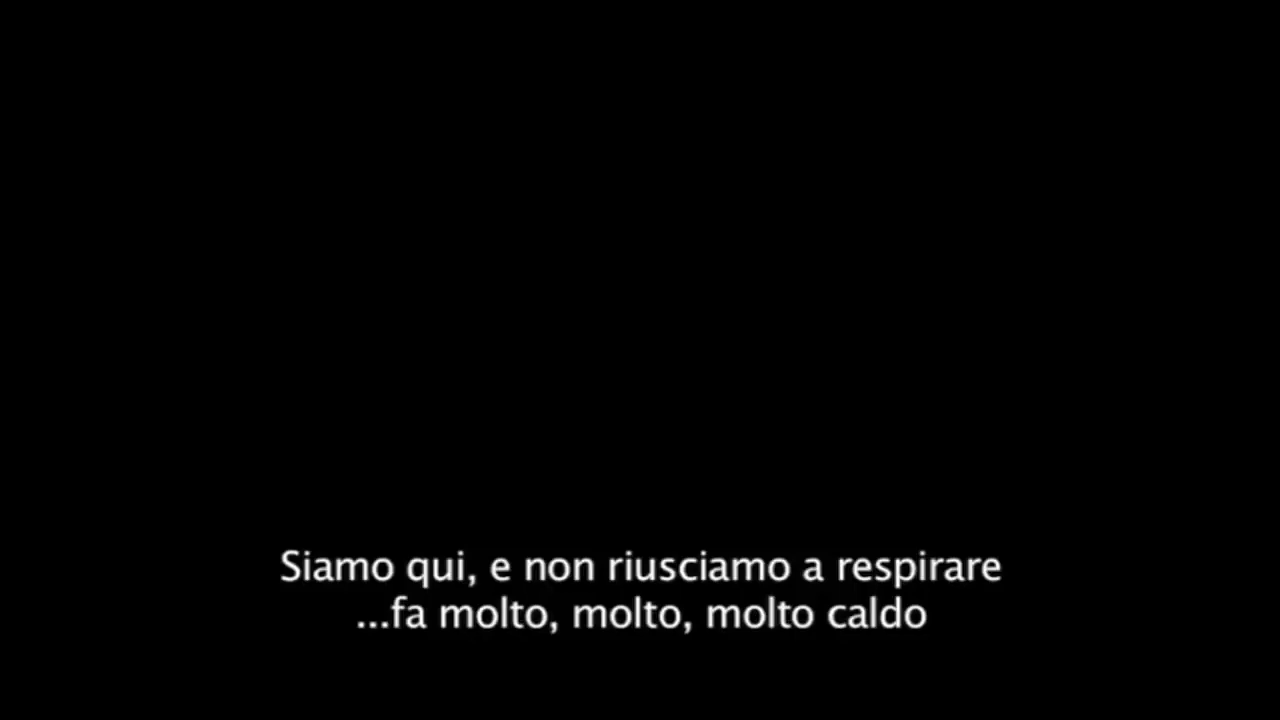 Siamo qui, e non riusciamo a respirare
...fa molto, molto, molto caldo